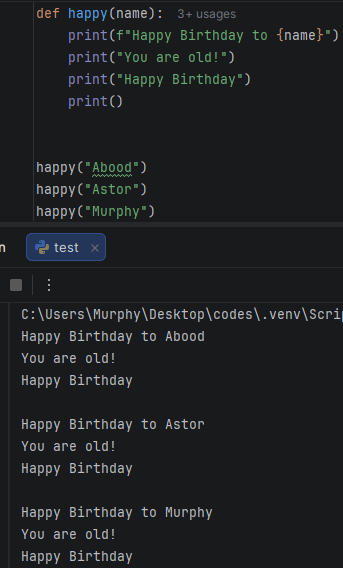 def happy(name):  3+ usages
    print(f"Happy Birthday to {name}")
    print("You are old!")
    print("Happy Birthday")
    print()
happy("Abood")
happy("Astor")
happy("Murphy")
n  test ×
C:\Users\Murphy\Desktop\codes\.venv\Scrip
Happy Birthday to Abood
You are old!
Happy Birthday
Happy Birthday to Astor
You are old!
Happy Birthday
Happy Birthday to Murphy
You are old!
Happy Birthday